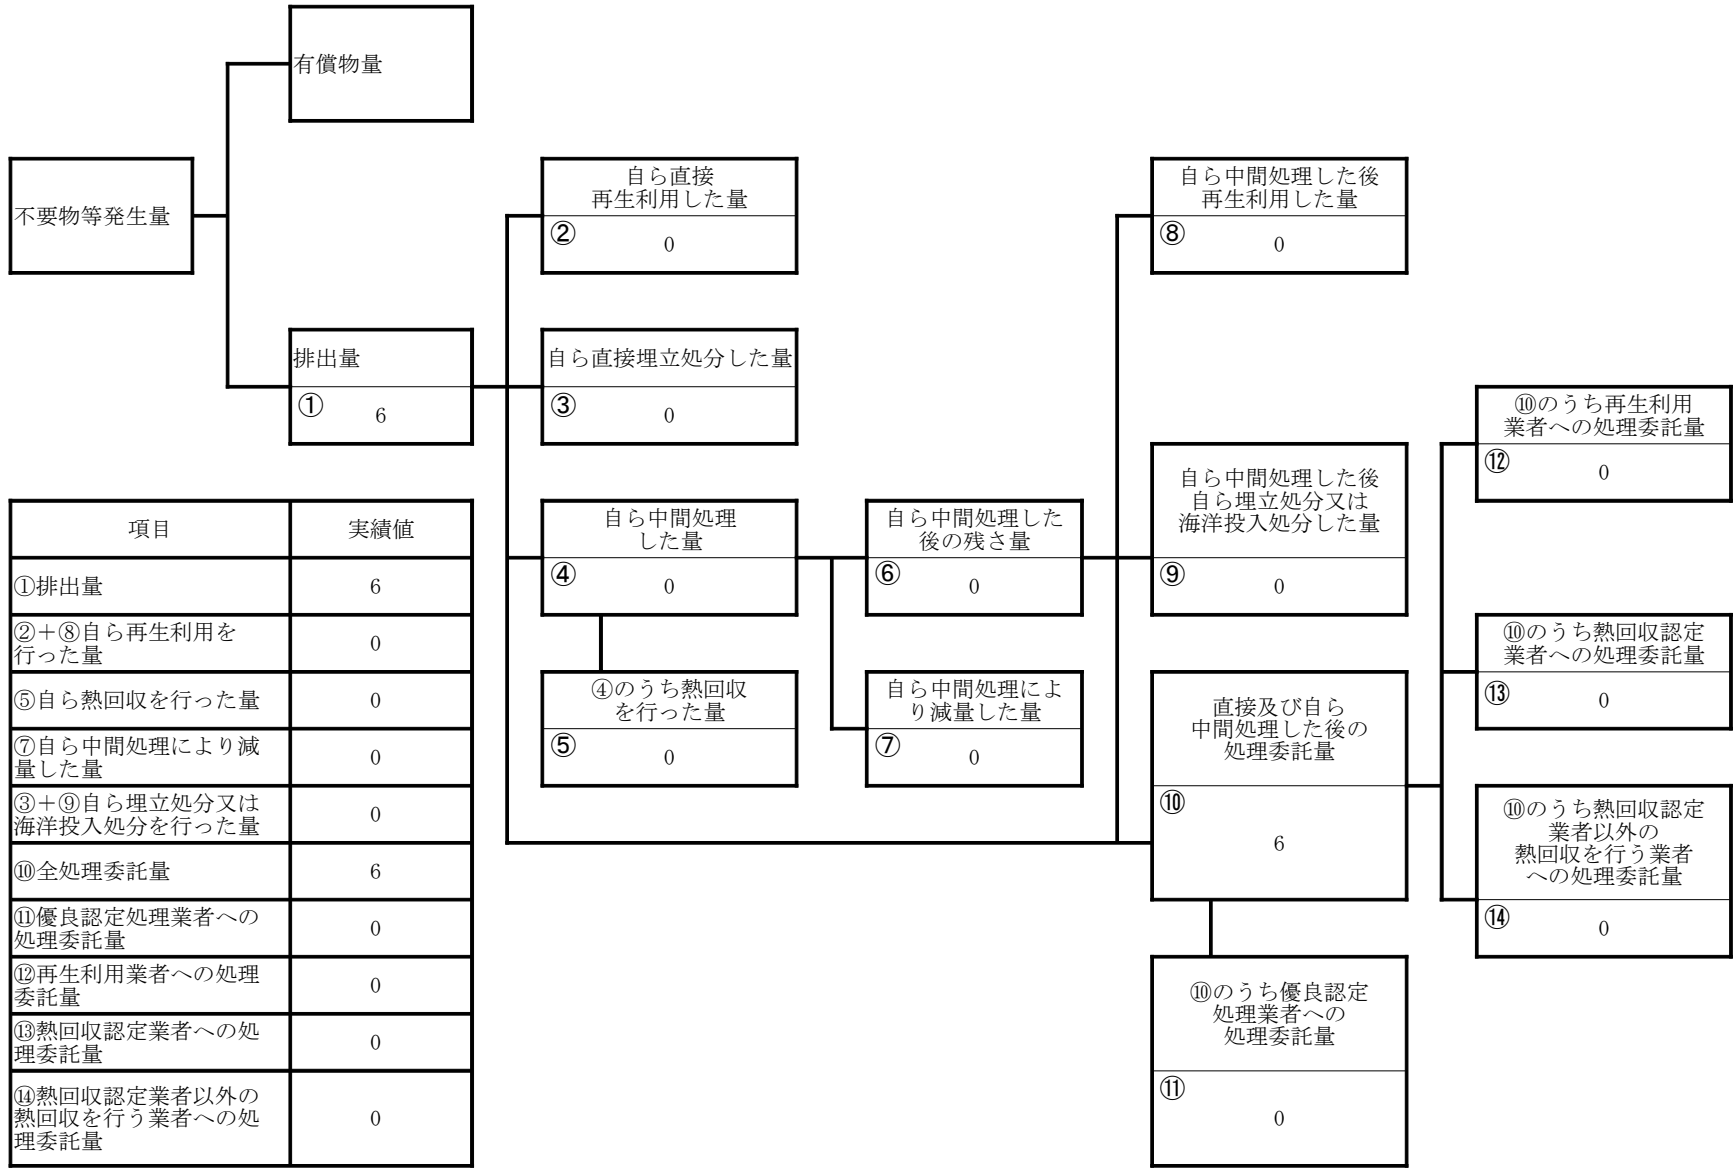 有償物量
不要物等発生量
自ら直接
再生利用した量
②
0
自ら中間処理した後
再生利用した量
⑧
0
排出量
①
6
自ら直接埋立処分した量
③
0
⑩のうち再生利用
業者への処理委託量
⑫
0
自ら中間処理
した量
④
0
自ら中間処理した
後の残さ量
⑥
0
自ら中間処理した後
自ら埋立処分又は
海洋投入処分した量
⑨
0
⑩のうち熱回収認定
業者への処理委託量
⑬
0
④のうち熱回収
を行った量
⑤
0
自ら中間処理によ
り減量した量
⑦
0
直接及び自ら
中間処理した後の
処理委託量
⑩
6
⑩のうち熱回収認定
業者以外の
熱回収を行う業者
への処理委託量
⑭
0
⑩のうち優良認定
処理業者への
処理委託量
⑪
0
項目 実績値
①排出量 6
②+⑧自ら再生利用を
行った量 0
⑤自ら熱回収を行った量 0
⑦自ら中間処理により減
量した量 0
③+⑨自ら埋立処分又は
海洋投入処分を行った量 0
⑩全処理委託量 6
⑪優良認定処理業者への
処理委託量 0
⑫再生利用業者への処理
委託量 0
⑬熱回収認定業者への処
理委託量 0
⑭熱回収認定業者以外の
熱回収を行う業者への処
理委託量 0